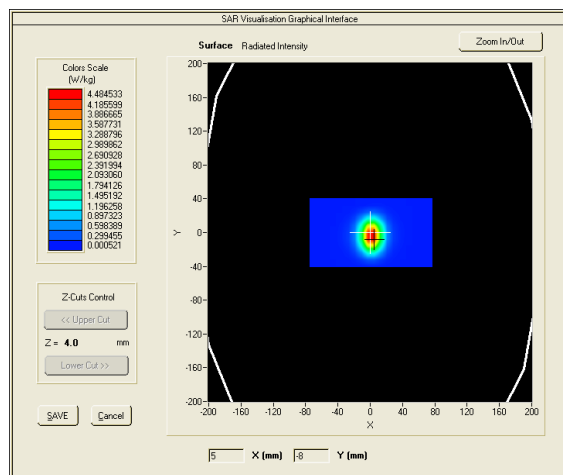 SAR Visualisation Graphical Interface
Surface Radiated Intensity
Zoom In/Out
Colors Scale
(W/kg)
4.484533
4.185599
3.886665
3.587731
3.288796
2.989862
2.690928
2.391994
2.093060
1.794126
1.495192
1.196258
0.897323
0.598389
0.299455
0.000521
Z-Cuts Control
<< Upper Cut
Z = 4.0 mm
Lower Cut >>
SAVE Cancel
200
160
120
80
40
0
-40
-80
-120
-160
-200
Y
-200 -160 -120 -80 -40 0 40 80 120 160 200
X
5 X (mm) -8 Y (mm)